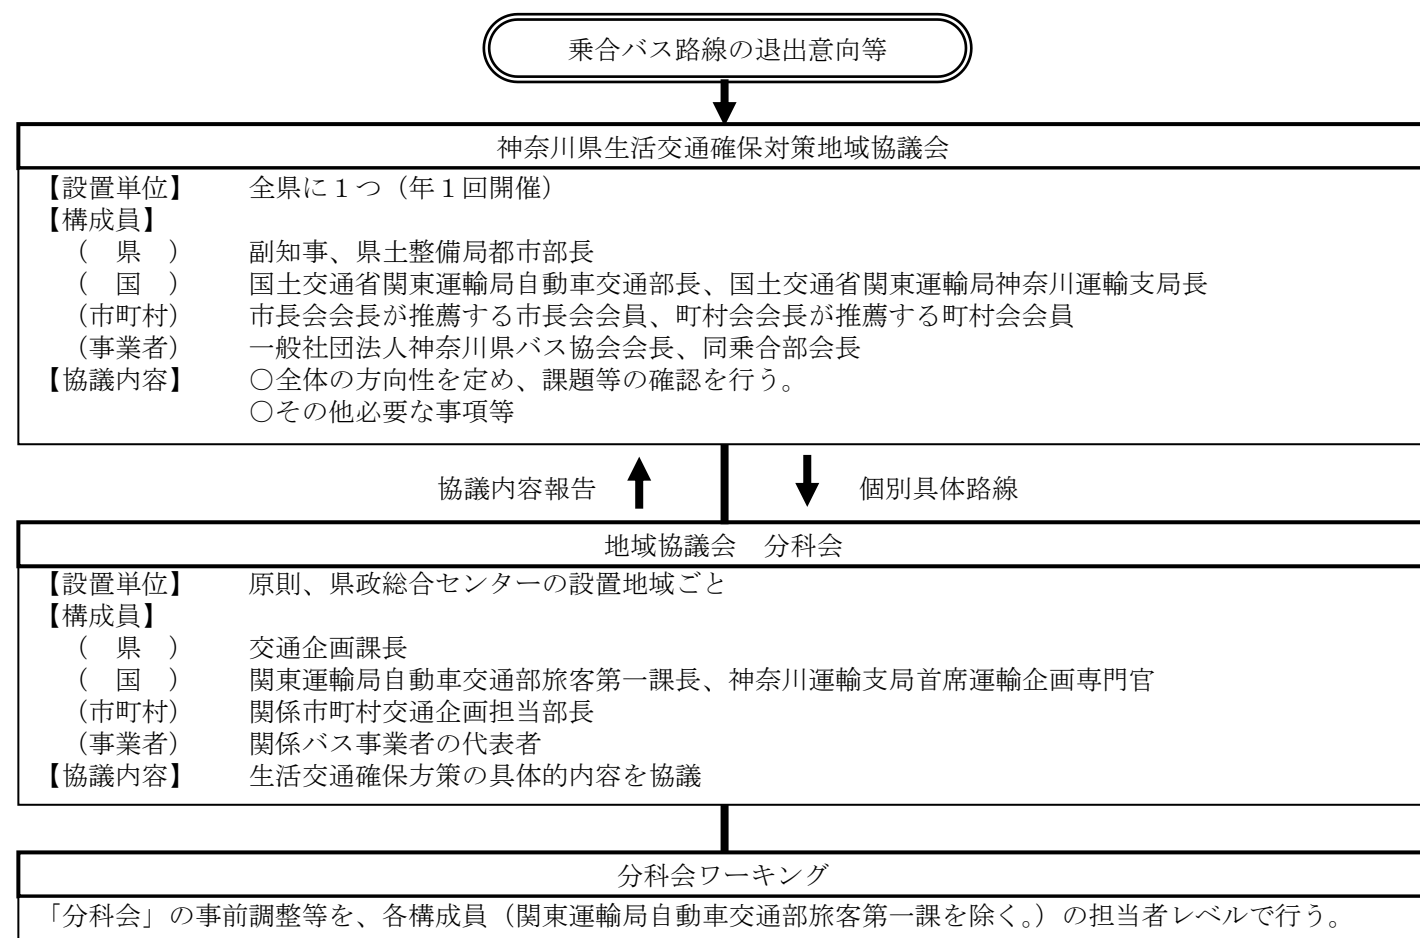 乗合バス路線の退出意向等
神奈川県生活交通確保対策地域協議会
【設置単位】　全県に１つ（年１回開催）
【構成員】
（　県　）　副知事、県土整備局都市部長
（　国　）　国土交通省関東運輸局自動車交通部長、国土交通省関東運輸局神奈川運輸支局長
（市町村）　市長会会長が推薦する市長会会員、町村会会長が推薦する町村会会員
（事業者）　一般社団法人神奈川県バス協会会長、同乗合部会長
【協議内容】　○全体の方向性を定め、課題等の確認を行う。
○その他必要な事項等
協議内容報告　個別具体路線
地域協議会　分科会
【設置単位】　原則、県政総合センターの設置地域ごと
【構成員】
（　県　）　交通企画課長
（　国　）　関東運輸局自動車交通部旅客第一課長、神奈川運輸支局首席運輸企画専門官
（市町村）　関係市町村交通企画担当部長
（事業者）　関係バス事業者の代表者
【協議内容】　生活交通確保方策の具体的内容を協議
分科会ワーキング
「分科会」の事前調整等を、各構成員（関東運輸局自動車交通部旅客第一課を除く。）の担当者レベルで行う。